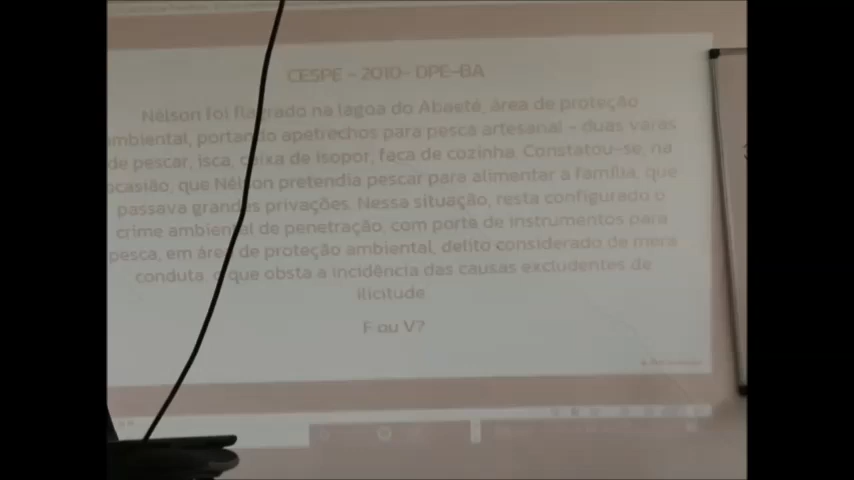 CESPE - 2010- DPE-BA
Nélson foi flagrado na lagoa do Abaeté, área de proteção
ambiental, portando apetrechos para pesca artesanal - duas varas
de pescar, isca, caixa de isopor, faca de cozinha. Constatou-se, na
ocasião, que Nélson pretendia pescar para alimentar a família, que
passava grandes privações. Nessa situação, resta configurado o
crime ambiental de penetração, com porte de instrumentos para
pesca, em área de proteção ambiental, delito considerado de mera
conduta, o que obsta a incidência das causas excludentes de
ilicitude.
F ou V?